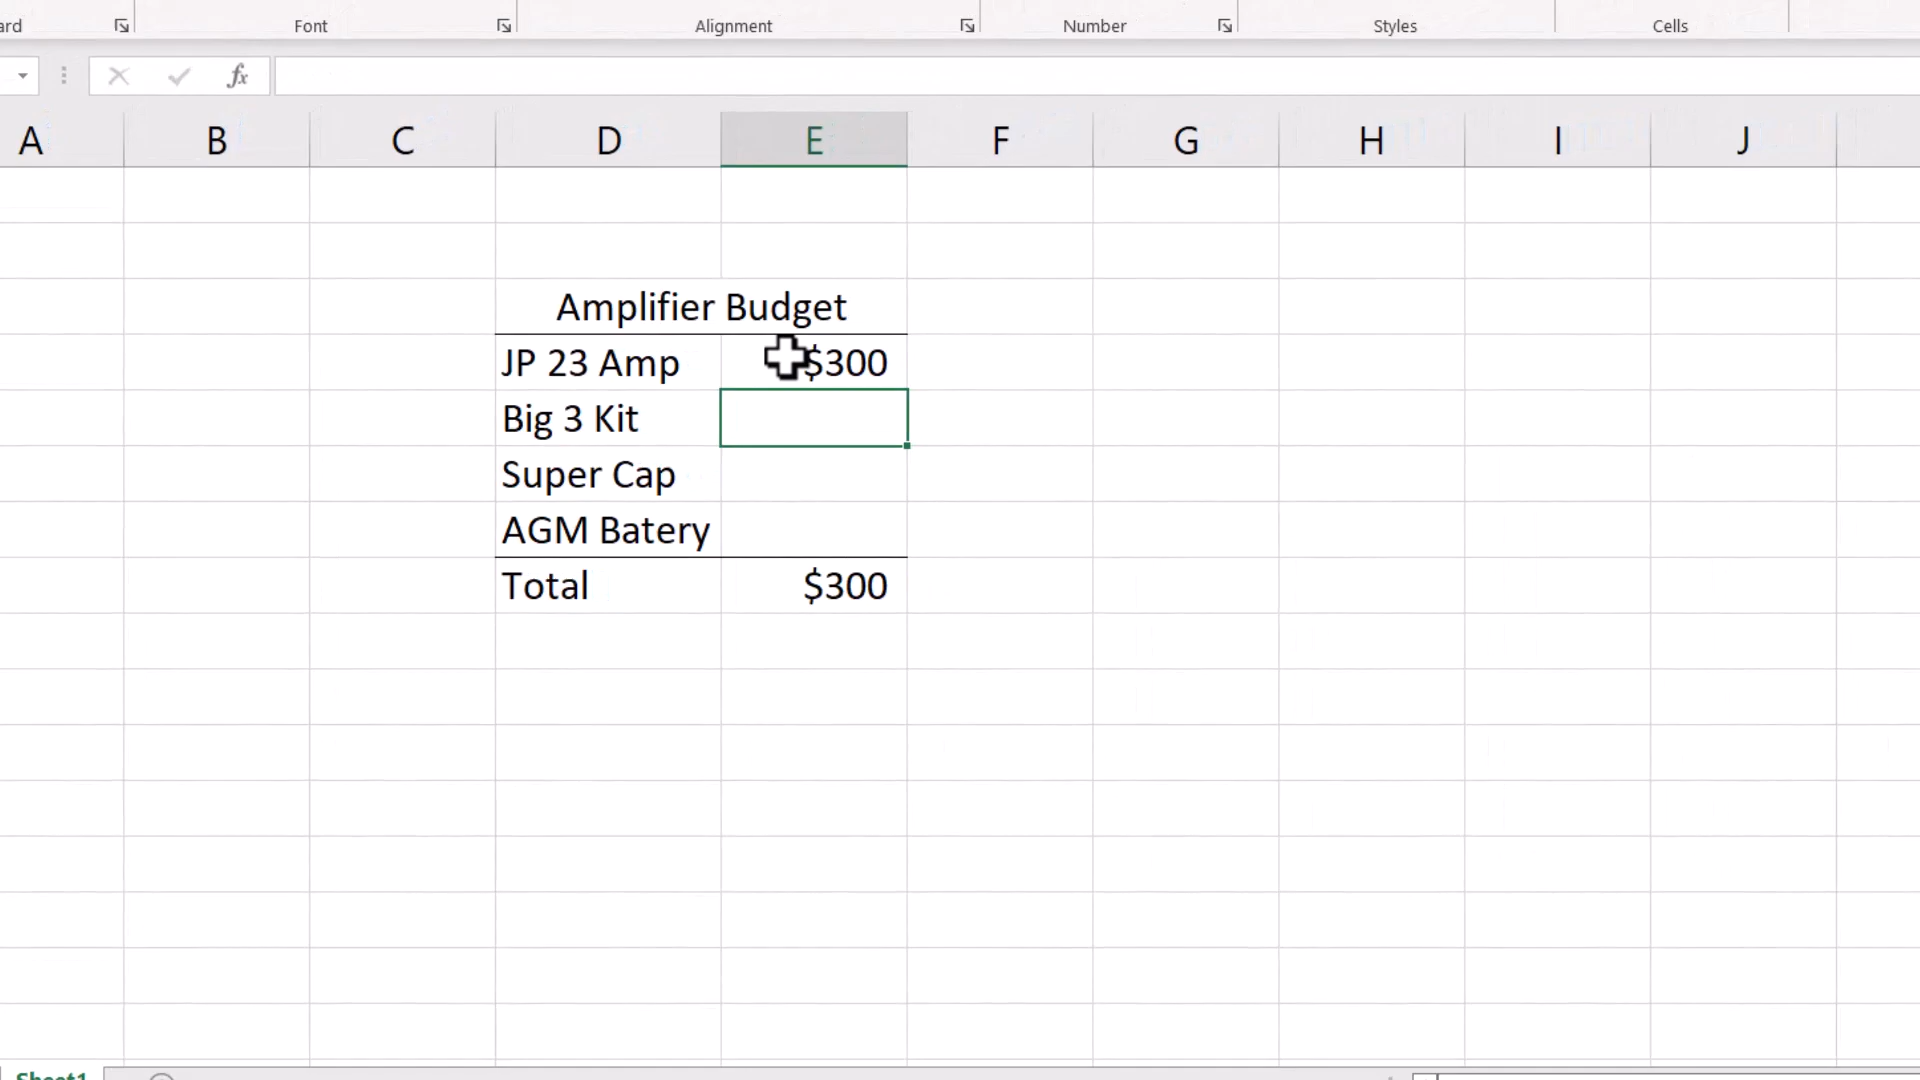 ard Font Alignment Number Styles Cells
fx
A B C D E F G H I J
Amplifier Budget
JP 23 Amp $300
Big 3 Kit
Super Cap
AGM Batery
Total $300
Sheet1